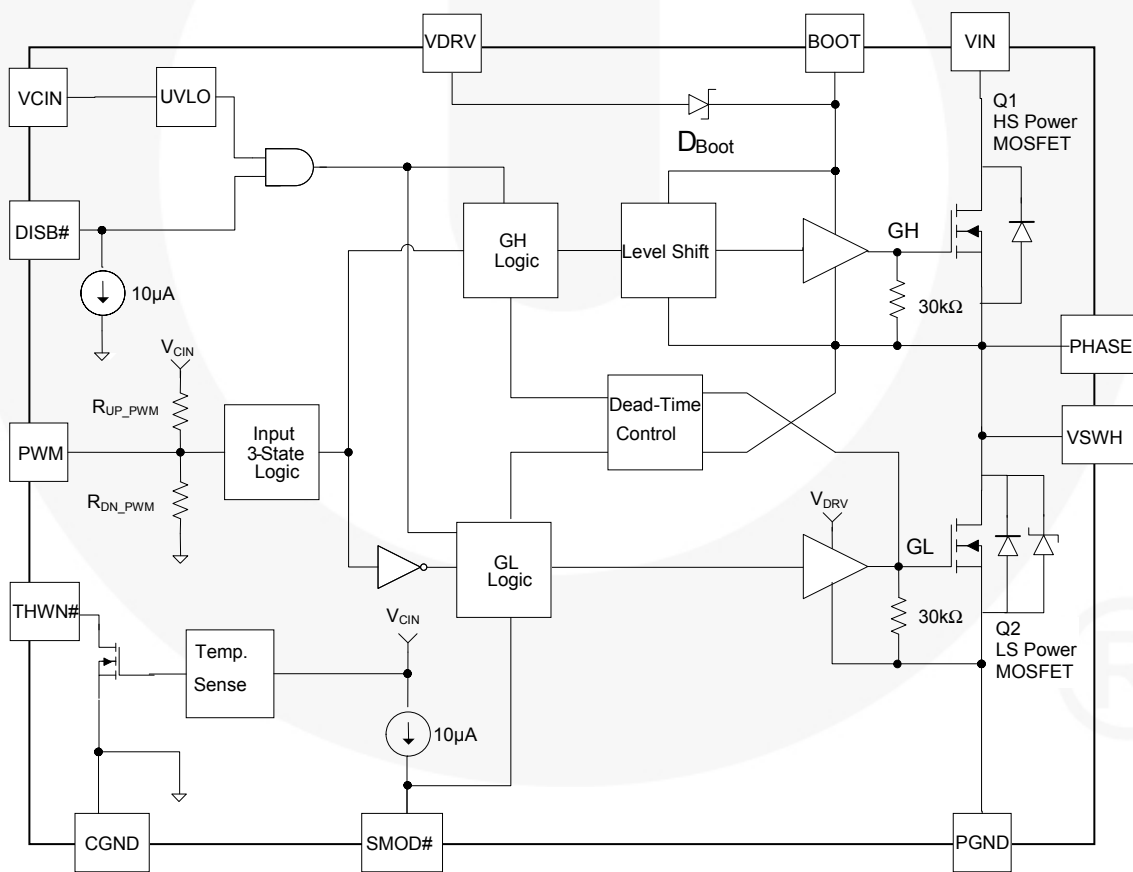 VDRV
BOOT
VIN
VCIN
UVLO
Q1
HS Power
MOSFET
DBoot
DISB#
10µA
GH
Logic
Level Shift
GH
30kΩ
VCIN
RUP_PWM
PHASE
Dead-Time
Control
PWM
Input
3-State
Logic
VSWH
RDN_PWM
VDRV
GL
Logic
GL
THWN#
VCIN
30kΩ
Q2
LS Power
MOSFET
Temp.
Sense
10µA
CGND
SMOD#
PGND
R